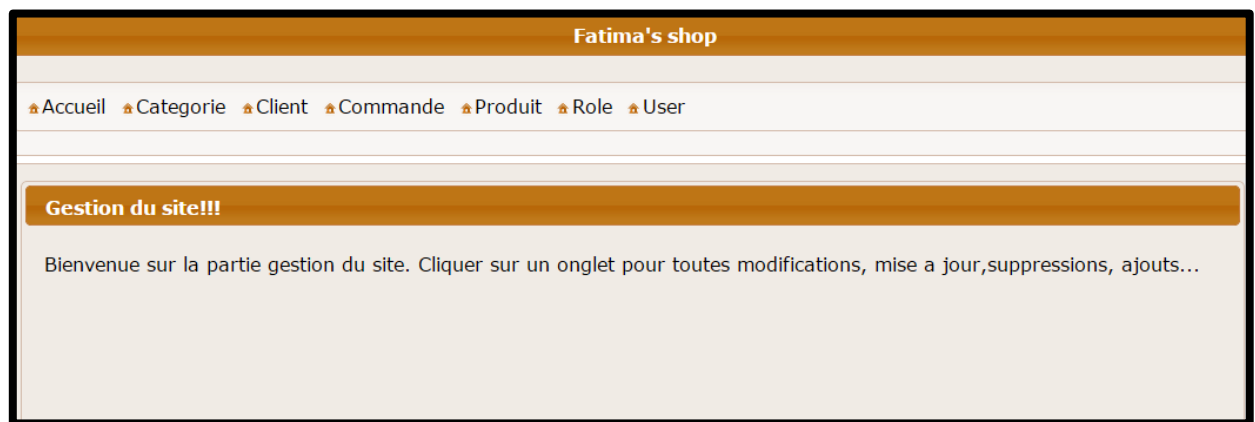 Fatima's shop
Accueil Categorie Client Commande Produit Role User
Gestion du site!!!
Bienvenue sur la partie gestion du site. Cliquer sur un onglet pour toutes modifications, mise a jour,suppressions, ajouts...